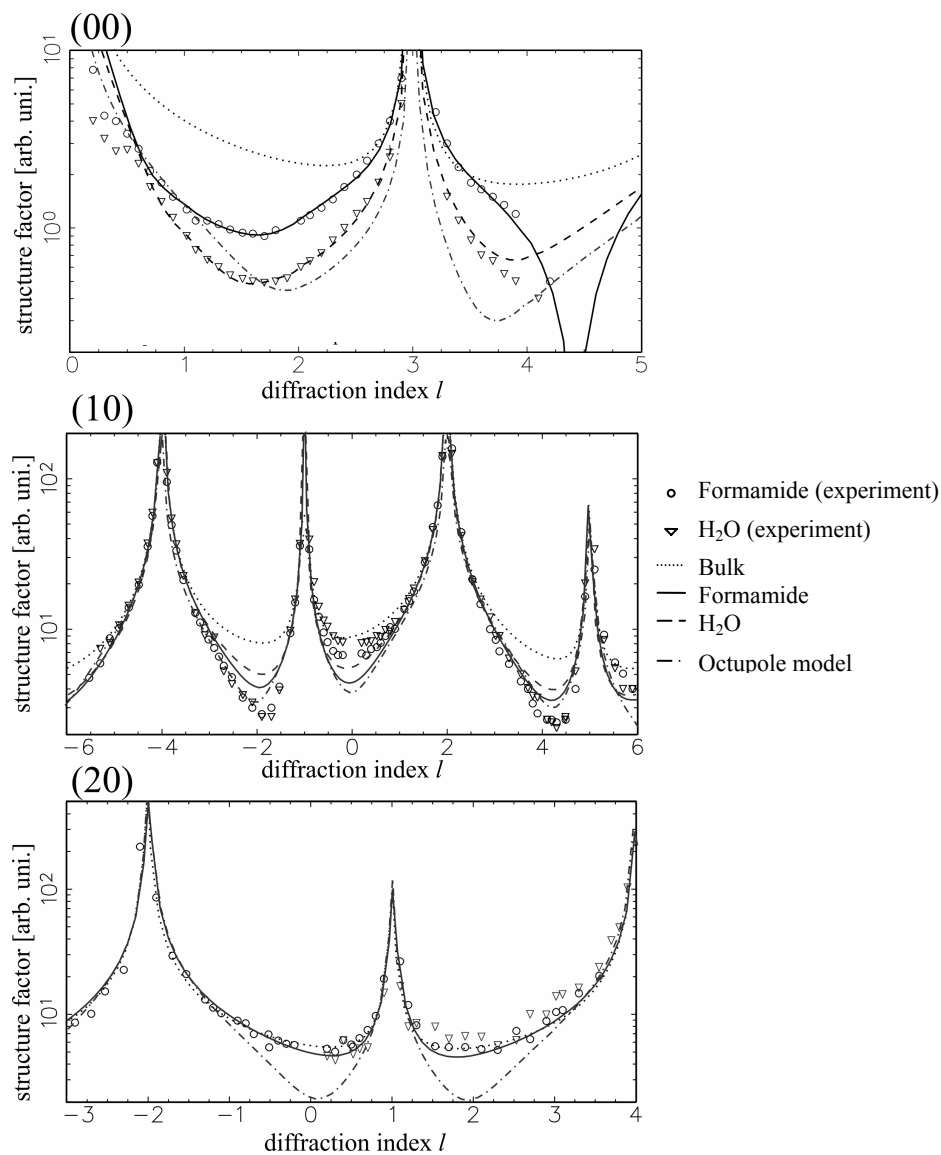 (00)
structure factor [arb. uni.]
10¹
10⁰
0 1 2 3 4 5
diffraction index l
(10)
structure factor [arb. uni.]
10²
10¹
−6 −4 −2 0 2 4 6
diffraction index l
Formamide (experiment)
H₂O (experiment)
Bulk
Formamide
H₂O
Octupole model
(20)
structure factor [arb. uni.]
10²
10¹
−3 −2 −1 0 1 2 3 4
diffraction index l